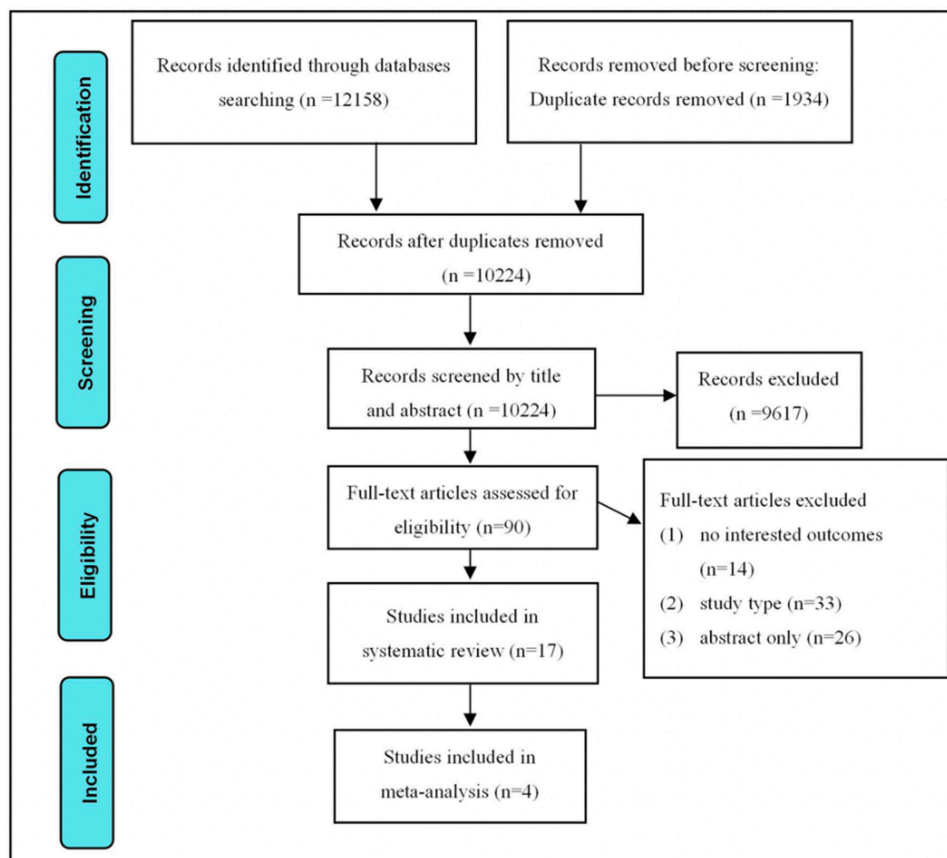 Identification
Records identified through databases
searching (n =12158)
Records removed before screening:
Duplicate records removed (n =1934)
Records after duplicates removed
(n =10224)
Screening
Records screened by title
and abstract (n =10224)
Records excluded
(n =9617)
Eligibility
Full-text articles assessed for
eligibility (n=90)
Full-text articles excluded
(1) no interested outcomes
(n=14)
(2) study type (n=33)
(3) abstract only (n=26)
Studies included in
systematic review (n=17)
Included
Studies included in
meta-analysis (n=4)